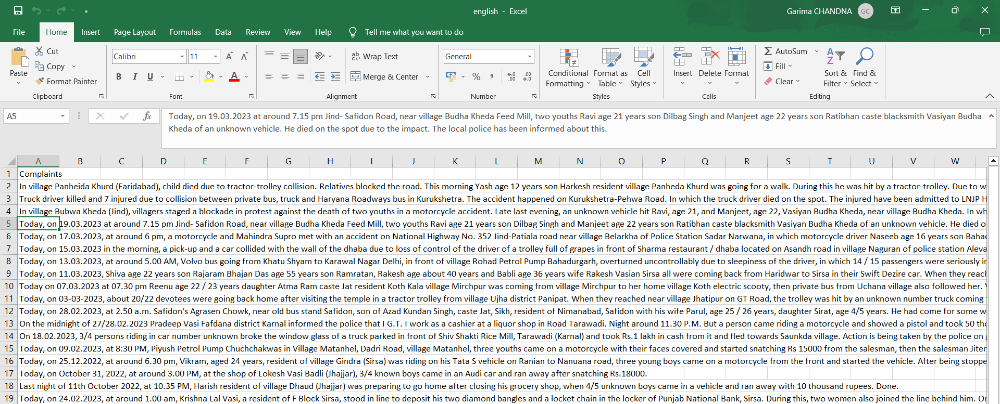 english - Excel
Garima CHANDNA GC
File Home Insert Page Layout Formulas Data Review View Help Tell me what you want to do
Paste
Cut
Copy
Format Painter
Clipboard
Calibri 11
A A
B I U A
Font
ab Wrap Text
Merge & Center
Alignment
General
% , .00 .00
Number
Conditional Formatting
Format as Table
Cell Styles
Styles
Insert Delete Format
Cells
AutoSum
Fill
Clear
Sort & Filter
Find & Select
Editing
A5
fx
Today, on 19.03.2023 at around 7.15 pm Jind- Safidon Road, near village Budha Kheda Feed Mill, two youths Ravi age 21 years son Dilbag Singh and Manjeet age 22 years son Ratibhan caste blacksmith Vasiyan Budha
Kheda of an unknown vehicle. He died on the spot due to the impact. The local police has been informed about this.
A B C D E F G H I J K L M N O P Q R S T U V W
1 Complaints
2 In village Panheida Khurd (Faridabad), child died due to tractor-trolley collision. Relatives blocked the road. This morning Yash age 12 years son Harkesh resident village Panheda Khurd was going for a walk. During this he was hit by a tractor-trolley. Due to w
3 Truck driver killed and 7 injured due to collision between private bus, truck and Haryana Roadways bus in Kurukshetra. The accident happened on Kurukshetra-Pehwa Road. In which the truck driver died on the spot. The injured have been admitted to LNJP H
4 In village Bubwa Kheda (Jind), villagers staged a blockade in protest against the death of two youths in a motorcycle accident. Late last evening, an unknown vehicle hit Ravi, age 21, and Manjeet, age 22, Vasiyan Budha Kheda, near village Budha Kheda. In wh
5 Today, on 19.03.2023 at around 7.15 pm Jind- Safidon Road, near village Budha Kheda Feed Mill, two youths Ravi age 21 years son Dilbag Singh and Manjeet age 22 years son Ratibhan caste blacksmith Vasiyan Budha Kheda of an unknown vehicle. He died o
6 Today, on 17.03.2023, at around 6 pm, a motorcycle and Mahindra Supro met with an accident on National Highway No. 352 Jind-Patiala road near village Belarkha of Police Station Sadar Narwana, in which motorcycle driver Naseeb age 16 years son Baha
7 Today, on 15.03.2023 in the morning, a pick-up and a car collided with the wall of the dhaba due to loss of control of the driver of a trolley full of grapes in front of Sharma restaurant / dhaba located on Asandh road in village Naguran of police station Aleva
8 Today, on 13.03.2023, at around 5.00 AM, Volvo bus going from Khatu Shyam to Karawal Nagar Delhi, in front of village Rohad Petrol Pump Bahadurgarh, overturned uncontrollably due to sleepiness of the driver, in which 14 / 15 passengers were seriously i
9 Today, on 11.03.2023, Shiva age 22 years son Rajaram Bhajan Das age 55 years son Ramratan, Rakesh age about 40 years and Babli age 36 years wife Rakesh Vasian Sirsa all were coming back from Haridwar to Sirsa in their Swift Dezire car. When they reach
10 Today on 07.03.2023 at 07.30 pm Reenu age 22 / 23 years daughter Atma Ram caste Jat resident Koth Kala village Mirchpur was coming from village Mirchpur to her home village Koth electric scooty, then private bus from Uchana village also followed her.
11 Today, on 03-03-2023, about 20/22 devotees were going back home after visiting the temple in a tractor trolley from village Ujha district Panipat. When they reached near village Jhatipur on GT Road, the trolley was hit by an unknown number truck coming
12 Today, on 28.02.2023, at 2.50 a.m. Safidon's Agrasen Chowk, near old bus stand Safidon, son of Azad Kundan Singh, caste Jat, Sikh, resident of Nimanabad, Safidon with his wife Parul, age 25 / 26 years, daughter Sirat, age 4/5 years. He had come for some w
13 On the midnight of 27/28.02.2023 Pradeep Vasi Fafdana district Karnal informed the police that I G.T. I work as a cashier at a liquor shop in Road Tarawadi. Night around 11.30 P.M. But a person came riding a motorcycle and showed a pistol and took 50 tho
14 On 18.02.2023, 3/4 persons riding in car number unknown broke the window glass of a truck parked in front of Shiv Shakti Rice Mill, Tarawadi (Karnal) and took Rs.1 lakh in cash from it and fled towards Saunkda village. Action is being taken by the police on
15 Today, on 09.02.2023, at 8:30 PM, Piyush Petrol Pump Chuchchakwas in Village Matanhel, Dadri Road, village Matanhel, three youths came on a motorcycle with their faces covered and started snatching Rs 15000 from the salesman, then the salesman Jiter
16 Today, on 25.12.2022, at around 6.30 pm, Vikram, aged 24 years, resident of village Gindra (Sirsa) was riding on his Tata S vehicle on Ranian to Nanuana road, three young boys came on a motorcycle from the front and started the vehicle. After being stoppe
17 Today, on October 31, 2022, at around 3.00 PM, at the shop of Lokesh Vasi Badli (Jhajjar), 3/4 known boys came in an Audi car and ran away after snatching Rs.18000.
18 Last night of 11th October 2022, at 10.35 PM, Harish resident of village Dhaud (Jhajjar) was preparing to go home after closing his grocery shop, when 4/5 unknown boys came in a vehicle and ran away with 10 thousand rupees. Done.
19 Today, on 24.02.2023, at around 1.00 am, Krishna Lal Vasi, a resident of F Block Sirsa, stood in line to deposit his two diamond bangles and a locket chain in the locker of Punjab National Bank, Sirsa. During this, two women also joined the line behind him.